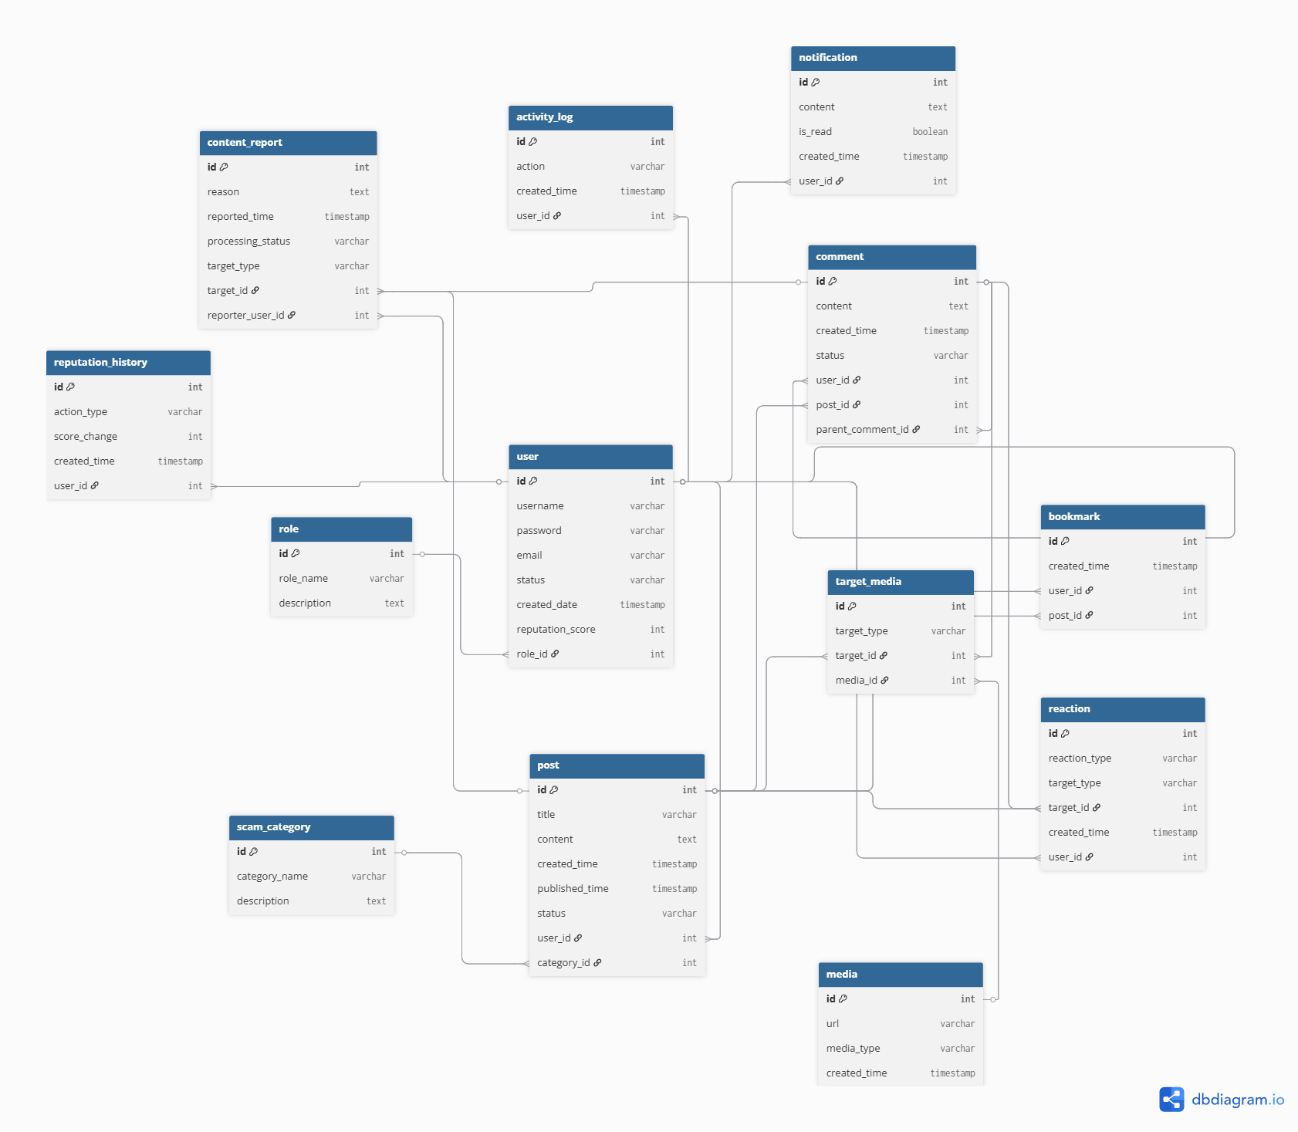 notification
id int
content text
is_read boolean
created_time timestamp
user_id int
activity_log
id int
action varchar
created_time timestamp
user_id int
content_report
id int
reason text
reported_time timestamp
processing_status varchar
target_type varchar
target_id int
reporter_user_id int
comment
id int
content text
created_time timestamp
status varchar
user_id int
post_id int
parent_comment_id int
reputation_history
id int
action_type varchar
score_change int
created_time timestamp
user_id int
user
id int
username varchar
password varchar
email varchar
status varchar
created_date timestamp
reputation_score int
role_id int
role
id int
role_name varchar
description text
bookmark
id int
created_time timestamp
user_id int
post_id int
target_media
id int
target_type varchar
target_id int
media_id int
reaction
id int
reaction_type varchar
target_type varchar
target_id int
created_time timestamp
user_id int
post
id int
title varchar
content text
created_time timestamp
published_time timestamp
status varchar
user_id int
category_id int
scam_category
id int
category_name varchar
description text
media
id int
url varchar
media_type varchar
created_time timestamp
dbdiagram.io